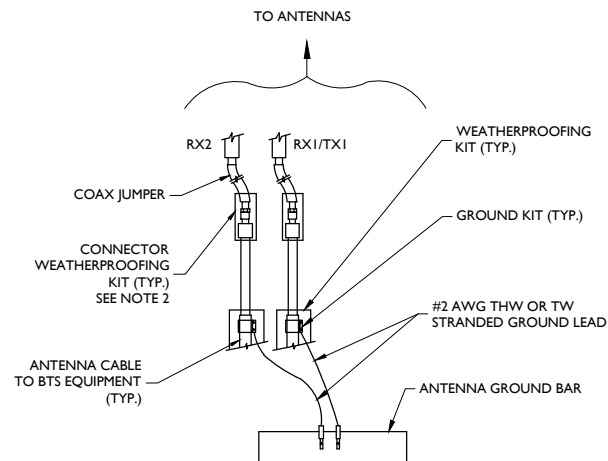 TO ANTENNAS
RX2
RX1/TX1
WEATHERPROOFING
KIT (TYP.)
COAX JUMPER
GROUND KIT (TYP.)
CONNECTOR
WEATHERPROOFING
KIT (TYP.)
SEE NOTE 2
#2 AWG THW OR TW
STRANDED GROUND LEAD
ANTENNA CABLE
TO BTS EQUIPMENT
(TYP.)
ANTENNA GROUND BAR